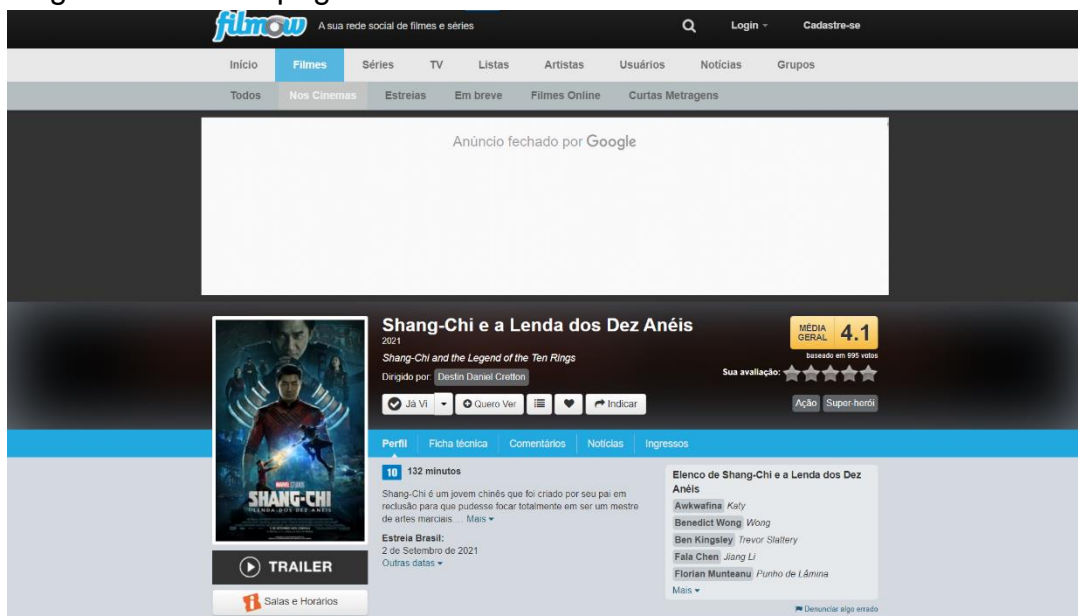 filmow
A sua rede social de filmes e séries
Login
Cadastre-se
Início Filmes Séries TV Listas Artistas Usuários Notícias Grupos
Todos Nos Cinemas Estreias Em breve Filmes Online Curtas Metragens
Anúncio fechado por Google
Shang-Chi e a Lenda dos Dez Anéis
2021
Shang-Chi and the Legend of the Ten Rings
Dirigido por: Destin Daniel Cretton
Já Vi Quero Ver Indicar
MÉDIA GERAL 4.1
baseado em 995 votos
Sua avaliação:
Ação Super-herói
Perfil Ficha técnica Comentários Notícias Ingressos
10 132 minutos
Shang-Chi é um jovem chinês que foi criado por seu pai em
reclusão para que pudesse focar totalmente em ser um mestre
de artes marciais.... Mais
Estreia Brasil:
2 de Setembro de 2021
Outras datas
Elenco de Shang-Chi e a Lenda dos Dez
Anéis
Awkwafina Katy
Benedict Wong Wong
Ben Kingsley Trevor Slattery
Fala Chen Jiang Li
Florian Munteanu Punho de Lâmina
Mais
Denunciar algo errado
MARVEL STUDIOS
SHANG-CHI
E A LENDA DOS DEZ ANÉIS
TRAILER
Salas e Horários